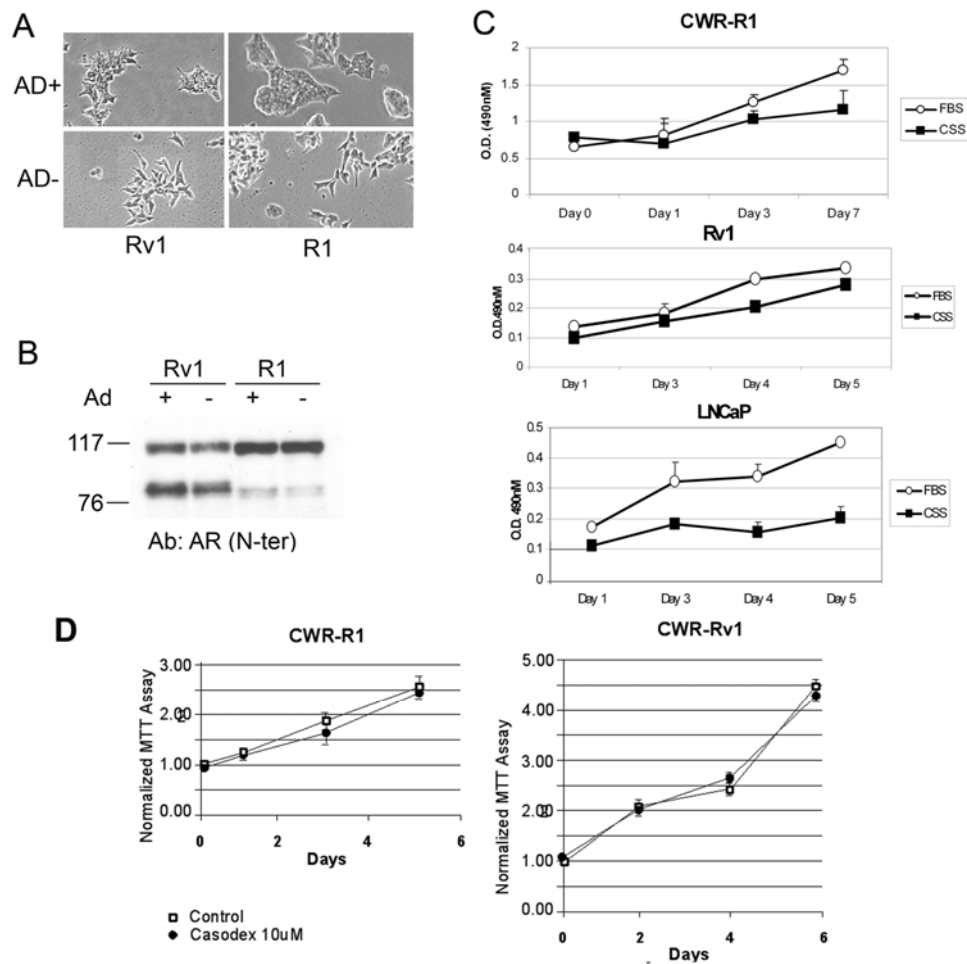 A
AD+
AD-
Rv1 R1
B
Rv1 R1
Ad + - + -
117
76
Ab: AR (N-ter)
C
CWR-R1
O.D. (490nM)
2
1.5
1
0.5
0
Day 0 Day 1 Day 3 Day 7
FBS
CSS
Rv1
O.D.490nM
0.4
0.3
0.2
0.1
0
Day 1 Day 3 Day 4 Day 5
FBS
CSS
LNCaP
O.D. 490nM
0.5
0.4
0.3
0.2
0.1
0
Day 1 Day 3 Day 4 Day 5
FBS
CSS
D
CWR-R1
Normalized MTT Assay
3.00
2.00
1.00
0.00
0 2 4 6
Days
Control
Casodex 10uM
CWR-Rv1
Normalized MTT Assay
5.00
4.00
3.00
2.00
1.00
0.00
0 2 4 6
Days